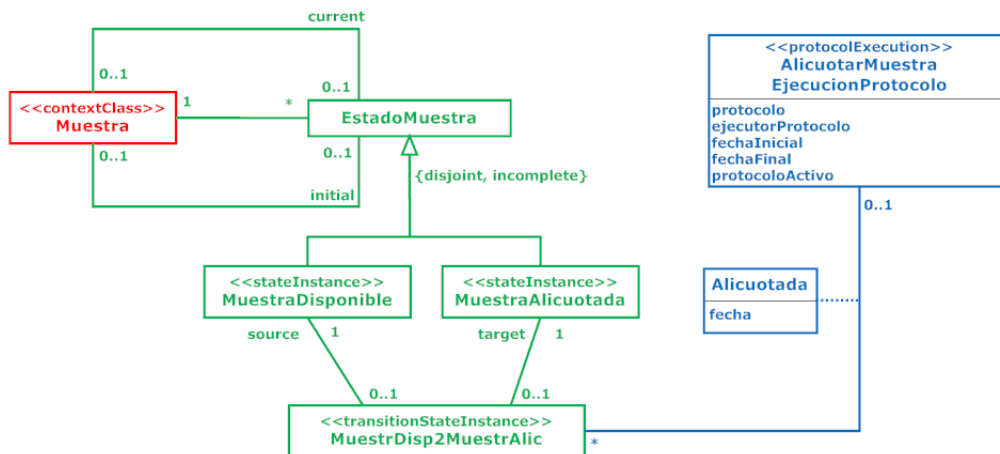 current
0..1
0..1
<<contextClass>>
Muestra
1
*
EstadoMuestra
0..1
0..1
initial
{disjoint, incomplete}
<<protocolExecution>>
AlicuotarMuestra
EjecucionProtocolo
protocolo
ejecutorProtocolo
fechaInicial
fechaFinal
protocoloActivo
0..1
<<stateInstance>>
MuestraDisponible
<<stateInstance>>
MuestraAlicuotada
Alicuotada
fecha
source
1
target
1
0..1
0..1
<<transitionStateInstance>>
MuestrDisp2MuestrAlic
*